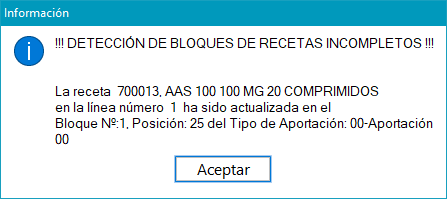 Información
!!! DETECCIÓN DE BLOQUES DE RECETAS INCOMPLETOS !!!
La receta  700013, AAS 100 100 MG 20 COMPRIMIDOS
en la línea número  1  ha sido actualizada en el
Bloque Nº:1, Posición: 25 del Tipo de Aportación: 00-Aportación
00
Aceptar